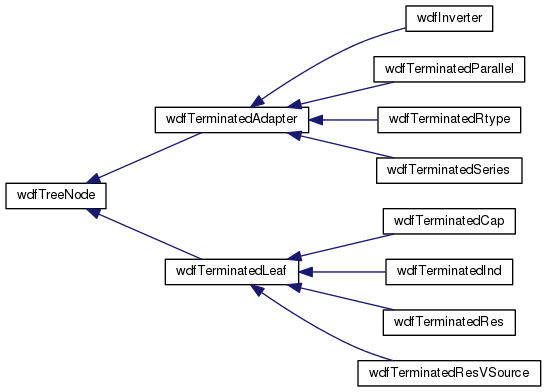 wdfInverter
wdfTerminatedParallel
wdfTerminatedAdapter
wdfTerminatedRtype
wdfTerminatedSeries
wdfTreeNode
wdfTerminatedCap
wdfTerminatedLeaf
wdfTerminatedInd
wdfTerminatedRes
wdfTerminatedResVSource